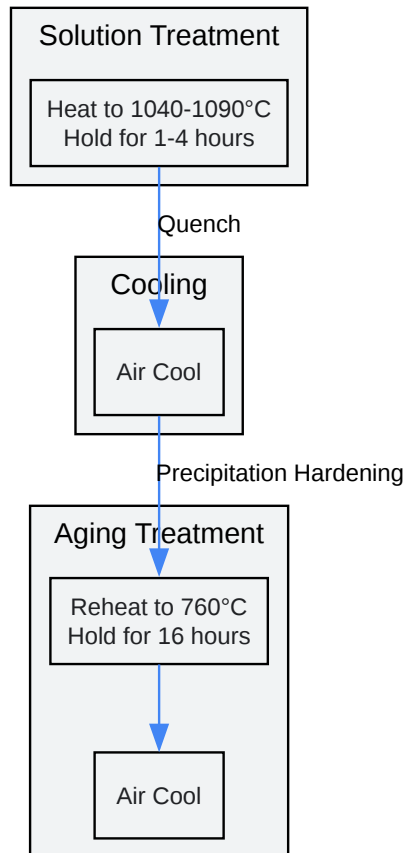 Solution Treatment
Heat to 1040-1090°C
Hold for 1-4 hours
Quench
Cooling
Air Cool
Precipitation Hardening
Aging Treatment
Reheat to 760°C
Hold for 16 hours
Air Cool